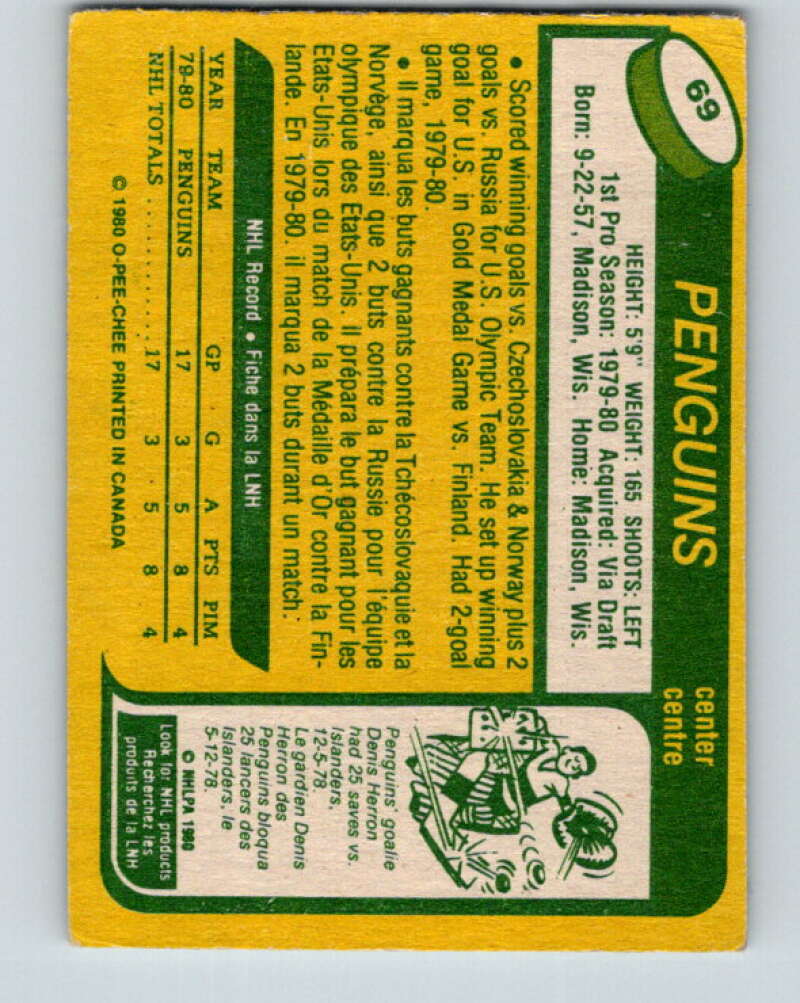 69
PENGUINS
center
centre
HEIGHT: 5'9" WEIGHT: 165 SHOOTS: LEFT
1st Pro Season: 1979-80 Acquired: Via Draft
Born: 9-22-57, Madison, Wis. Home: Madison, Wis.
• Scored winning goals vs. Czechoslovakia & Norway plus 2
goals vs. Russia for U.S. Olympic Team. He set up winning
goal for U.S. in Gold Medal Game vs. Finland. Had 2-goal
game, 1979-80.
• Il marqua les buts gagnants contre la Tchécoslovaquie et la
Norvège, ainsi que 2 buts contre la Russie pour l'équipe
olympique des Etats-Unis. Il prépara le but gagnant pour les
Etats-Unis lors du match de la Médaille d'Or contre la Fin-
lande. En 1979-80. il marqua 2 buts durant un match.
NHL Record • Fiche dans la LNH
YEAR TEAM GP G A PTS PIM
79-80 PENGUINS 17 3 5 8 4
NHL TOTALS .......... 17 3 5 8 4
© 1980 O-PEE-CHEE PRINTED IN CANADA
Penguins' goalie
Denis Herron
had 25 saves vs.
Islanders,
12-5-78.
Le gardien Denis
Herron des
Penguins bloqua
25 lancers des
Islanders, le
5-12-78.
© NHLPA 1980
Look for NHL products
Recherchez les
produits de la LNH